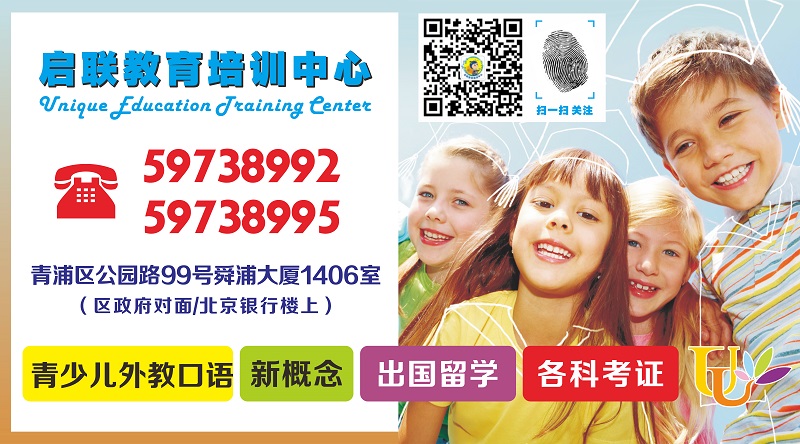 启联教育培训中心
Unique Education Training Center
59738992
59738995
青浦区公园路99号舜浦大厦1406室
（区政府对面/北京银行楼上）
扫一扫 关注
青少儿外教口语
新概念
出国留学
各科考证